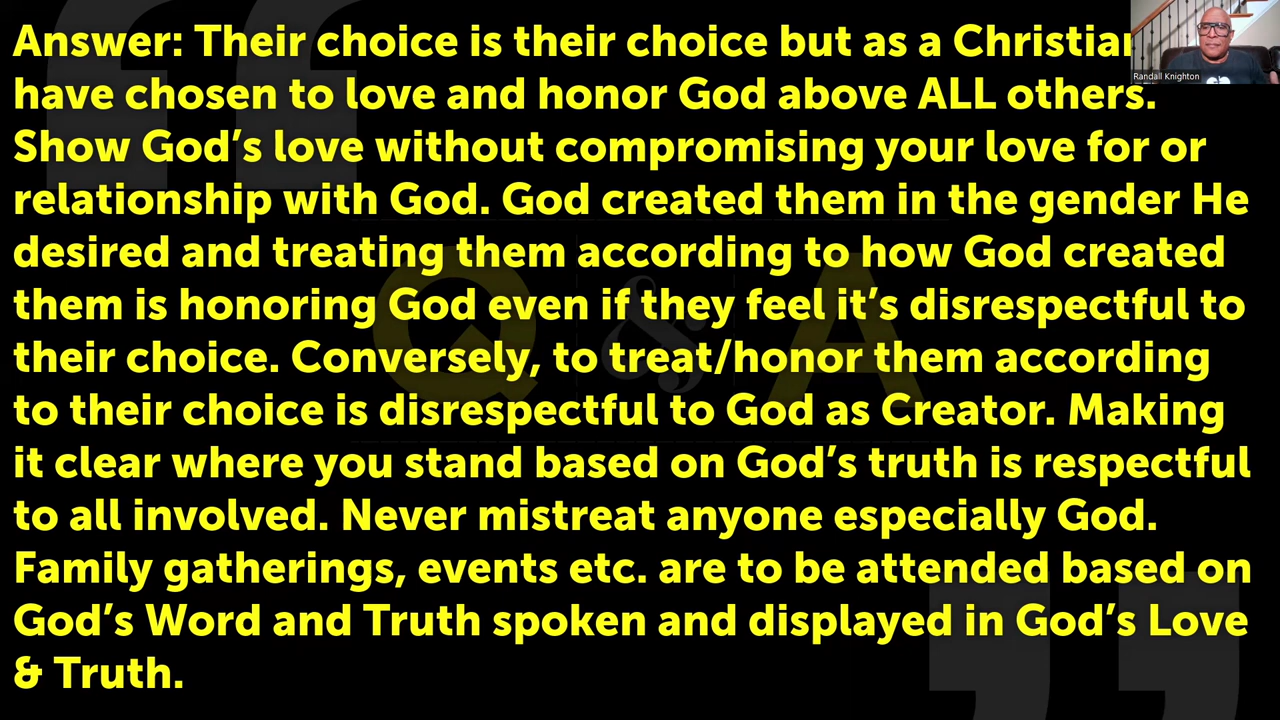 Answer: Their choice is their choice but as a Christian
Randall Knighton
have chosen to love and honor God above ALL others.
Show God's love without compromising your love for or
relationship with God. God created them in the gender He
desired and treating them according to how God created
them is honoring God even if they feel it's disrespectful to
their choice. Conversely, to treat/honor them according
to their choice is disrespectful to God as Creator. Making
it clear where you stand based on God's truth is respectful
to all involved. Never mistreat anyone especially God.
Family gatherings, events etc. are to be attended based on
God's Word and Truth spoken and displayed in God's Love
& Truth.
Q & A